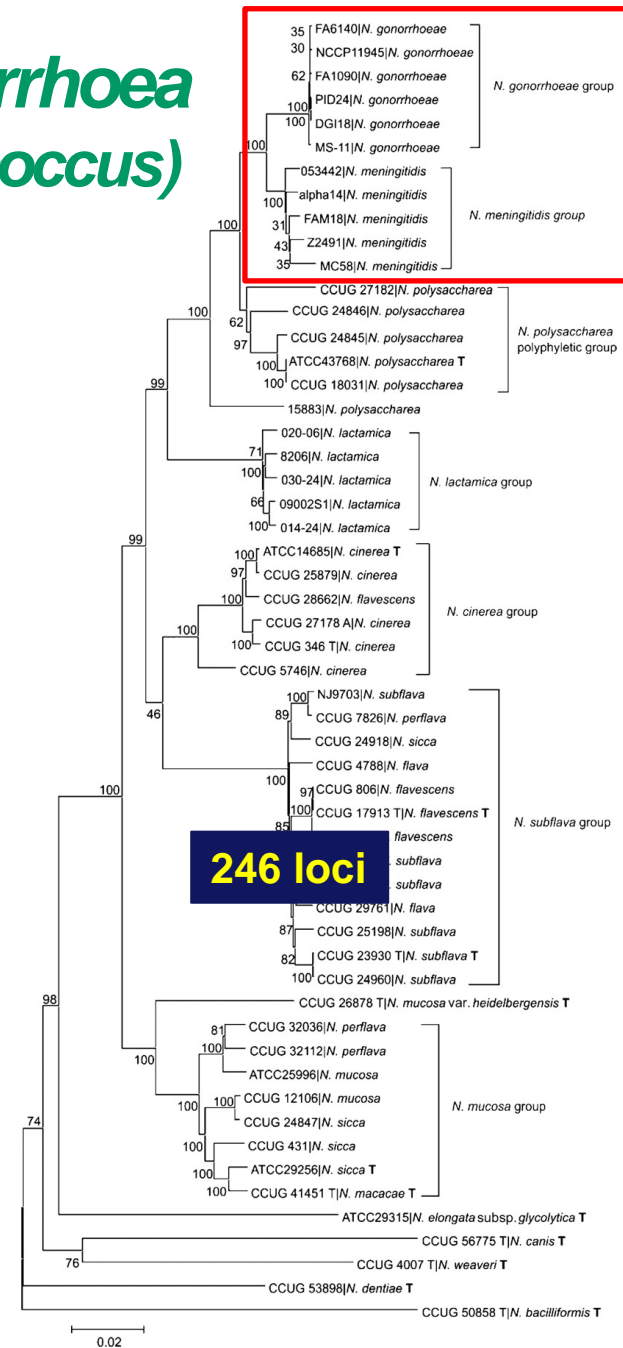 rrhoea
occus)
35
FA6140|N. gonorrhoeae
30
NCCP11945|N. gonorrhoeae
62
FA1090|N. gonorrhoeae
N. gonorrhoeae group
PID24|N. gonorrhoeae
100
100
DGI18|N. gonorrhoeae
MS-11|N. gonorrhoeae
100
053442|N. meningitidis
alpha14|N. meningitidis
100
FAM18|N. meningitidis
N. meningitidis group
31
100
Z2491|N. meningitidis
43
35
MC58|N. meningitidis
CCUG 27182|N. polysaccharea
CCUG 24846|N. polysaccharea
100
62
CCUG 24845|N. polysaccharea
N. polysaccharea
polyphyletic group
97
ATCC43768|N. polysaccharea T
100
100
CCUG 18031|N. polysaccharea
99
15883|N. polysaccharea
020-06|N. lactamica
71
8206|N. lactamica
100
030-24|N. lactamica
N. lactamica group
66
09002S1|N. lactamica
100
014-24|N. lactamica
99
100
ATCC14685|N. cinerea T
97
CCUG 25879|N. cinerea
100
CCUG 28662|N. flavescens
N. cinerea group
CCUG 27178 A|N. cinerea
100
100
CCUG 346 T|N. cinerea
CCUG 5746|N. cinerea
46
100
NJ9703|N. subflava
89
CCUG 7826|N. perflava
CCUG 24918|N. sicca
CCUG 4788|N. flava
100
100
97
CCUG 806|N. flavescens
100
CCUG 17913 T|N. flavescens T
N. subflava group
85
flavescens
246 loci
subflava
subflava
CCUG 29761|N. flava
87
CCUG 25198|N. subflava
82
CCUG 23930 T|N. subflava T
100
CCUG 24960|N. subflava
98
CCUG 26878 T|N. mucosa var. heidelbergensis T
81
CCUG 32036|N. perflava
100
100
CCUG 32112|N. perflava
ATCC25996|N. mucosa
100
100
CCUG 12106|N. mucosa
N. mucosa group
74
CCUG 24847|N. sicca
100
CCUG 431|N. sicca
100
ATCC29256|N. sicca T
100
CCUG 41451 T|N. macacae T
ATCC29315|N. elongata subsp. glycolytica T
CCUG 56775 T|N. canis T
76
CCUG 4007 T|N. weaveri T
CCUG 53898|N. dentiae T
CCUG 50858 T|N. bacilliformis T
0.02